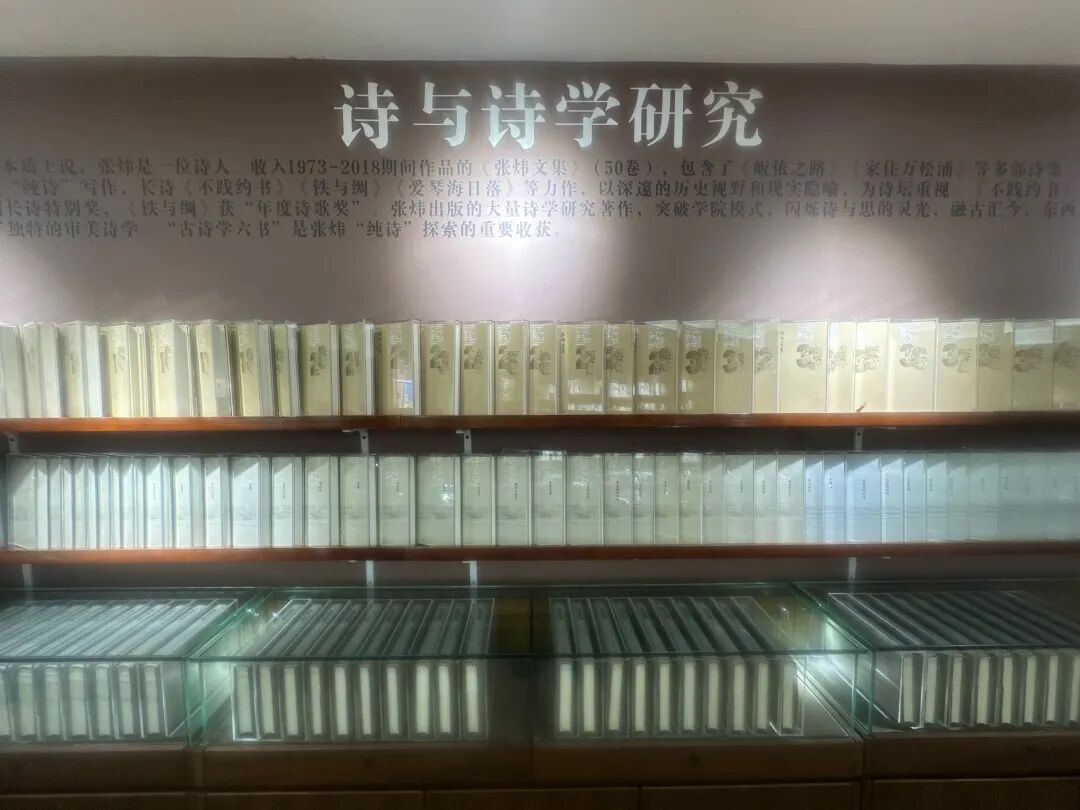 诗与诗学研究
本质上说，张炜是一位诗人。收入1973-2018期间作品的《张炜文集》（50卷），包含了《皈依之路》《家住万松浦》等多部诗集
“纯诗”写作，长诗《不践约书》《铁与绸》《爱琴海日落》等力作，以深邃的历史视野和现实隐喻，为诗坛重视。《不践约书》
长诗特别奖，《铁与绸》获“年度诗歌奖”。张炜出版的大量诗学研究著作，突破学院模式，闪烁诗与思的灵光，融古汇今，东西
独特的审美诗学。“古诗学六书”是张炜“纯诗”探索的重要收获。